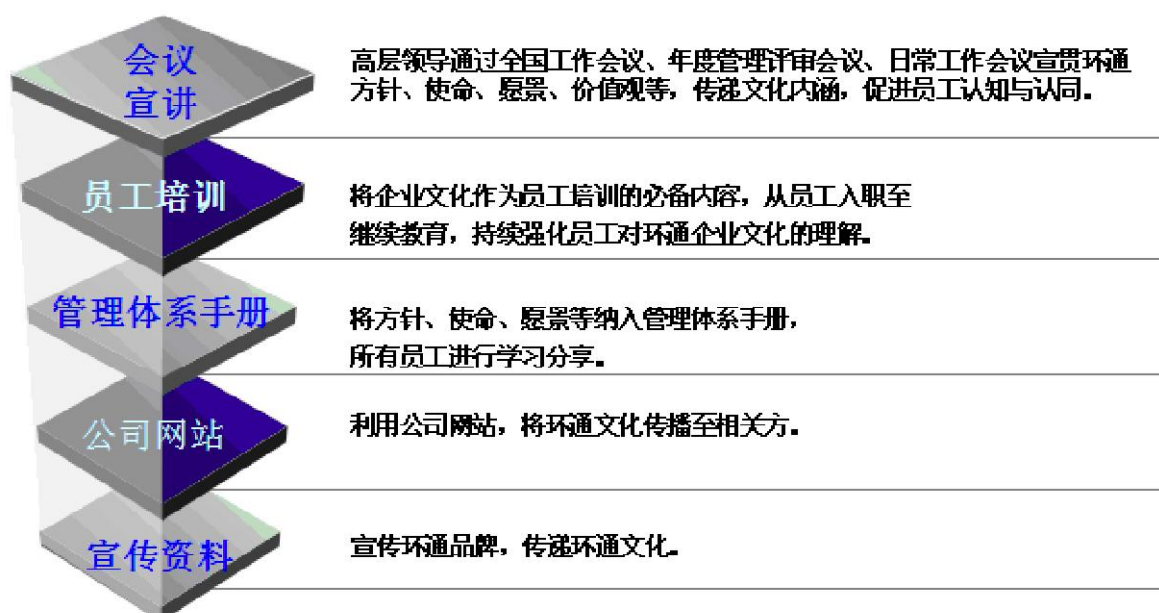 会议
宣讲
高层领导通过全国工作会议、年度管理评审会议、日常工作会议宣贯环通
方针、使命、愿景、价值观等，传递文化内涵，促进员工认知与认同。
员工培训
将企业文化作为员工培训的必备内容，从员工入职至
继续教育，持续强化员工对环通企业文化的理解。
管理体系手册
将方针、使命、愿景等纳入管理体系手册，
所有员工进行学习分享。
公司网站
利用公司网站，将环通文化传播至相关方。
宣传资料
宣传环通品牌，传递环通文化。